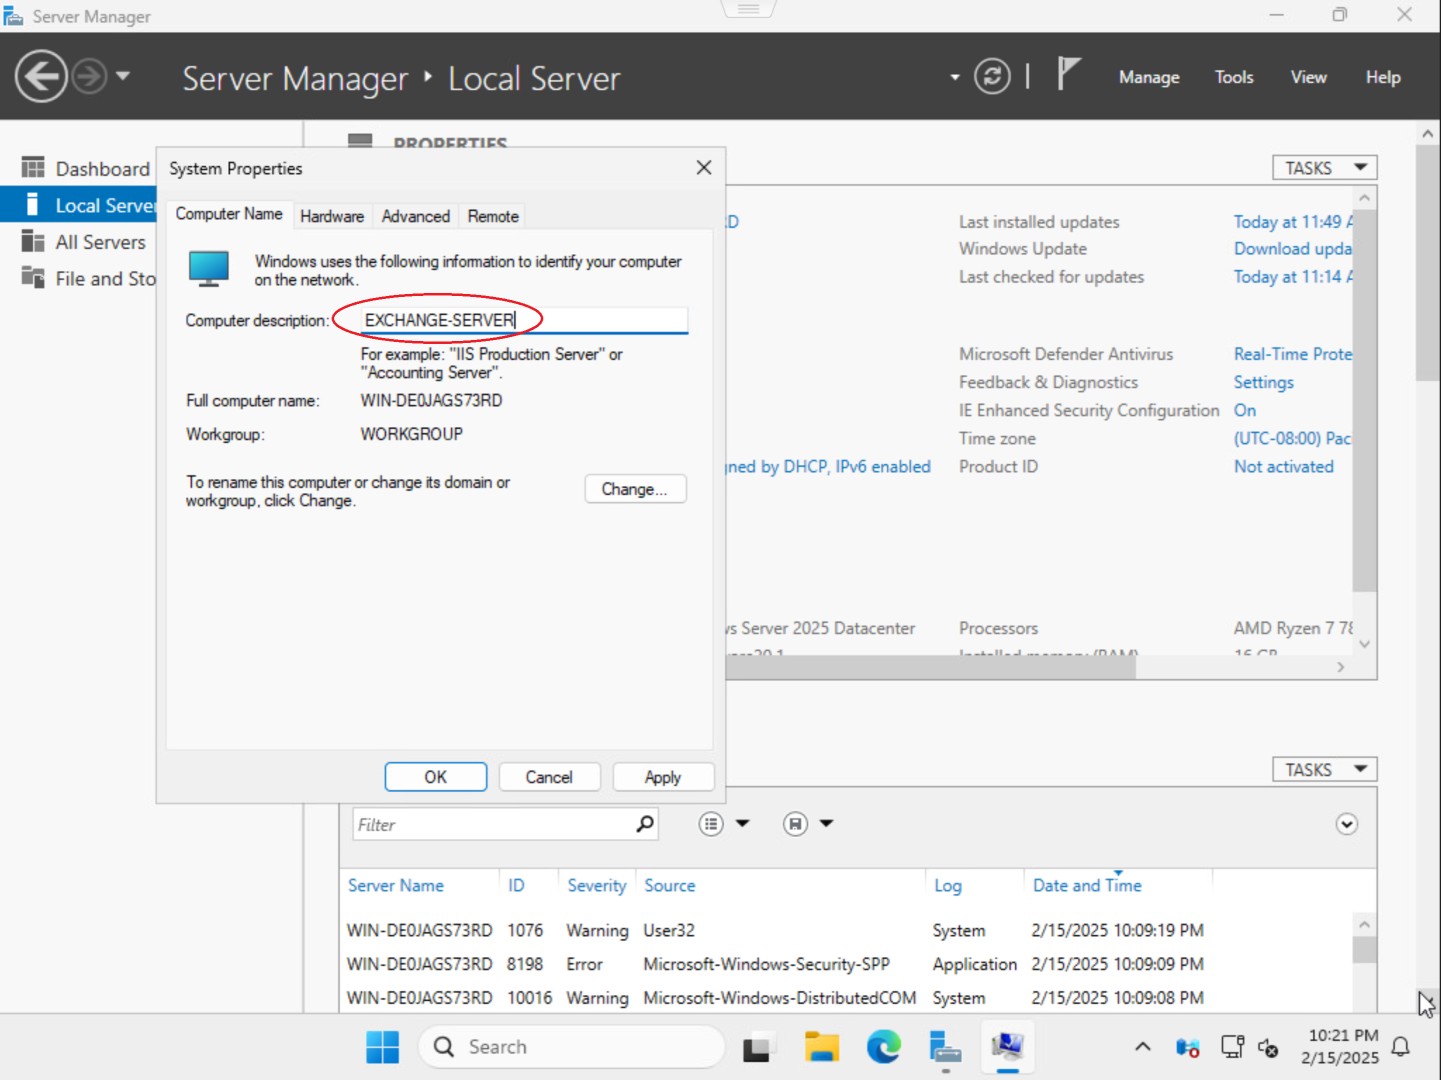 Server Manager
Server Manager ‣ Local Server
Manage Tools View Help
Dashboard
Local Server
All Servers
File and Sto
PROPERTIES
TASKS
System Properties
Computer Name Hardware Advanced Remote
Windows uses the following information to identify your computer
on the network.
Computer description: EXCHANGE-SERVER
For example: "IIS Production Server" or
"Accounting Server".
Full computer name: WIN-DE0JAGS73RD
Workgroup: WORKGROUP
To rename this computer or change its domain or
workgroup, click Change.
Change...
OK Cancel Apply
RD
Last installed updates Today at 11:49 A
Windows Update Download upda
Last checked for updates Today at 11:14 A
Microsoft Defender Antivirus Real-Time Prote
Feedback & Diagnostics Settings
IE Enhanced Security Configuration On
Time zone (UTC-08:00) Pac
gned by DHCP, IPv6 enabled Product ID Not activated
ws Server 2025 Datacenter Processors AMD Ryzen 7 78
Installed memory (RAM) 16 GB
TASKS
Filter
Server Name ID Severity Source Log Date and Time
WIN-DE0JAGS73RD 1076 Warning User32 System 2/15/2025 10:09:19 PM
WIN-DE0JAGS73RD 8198 Error Microsoft-Windows-Security-SPP Application 2/15/2025 10:09:09 PM
WIN-DE0JAGS73RD 10016 Warning Microsoft-Windows-DistributedCOM System 2/15/2025 10:09:08 PM
Search
10:21 PM
2/15/2025